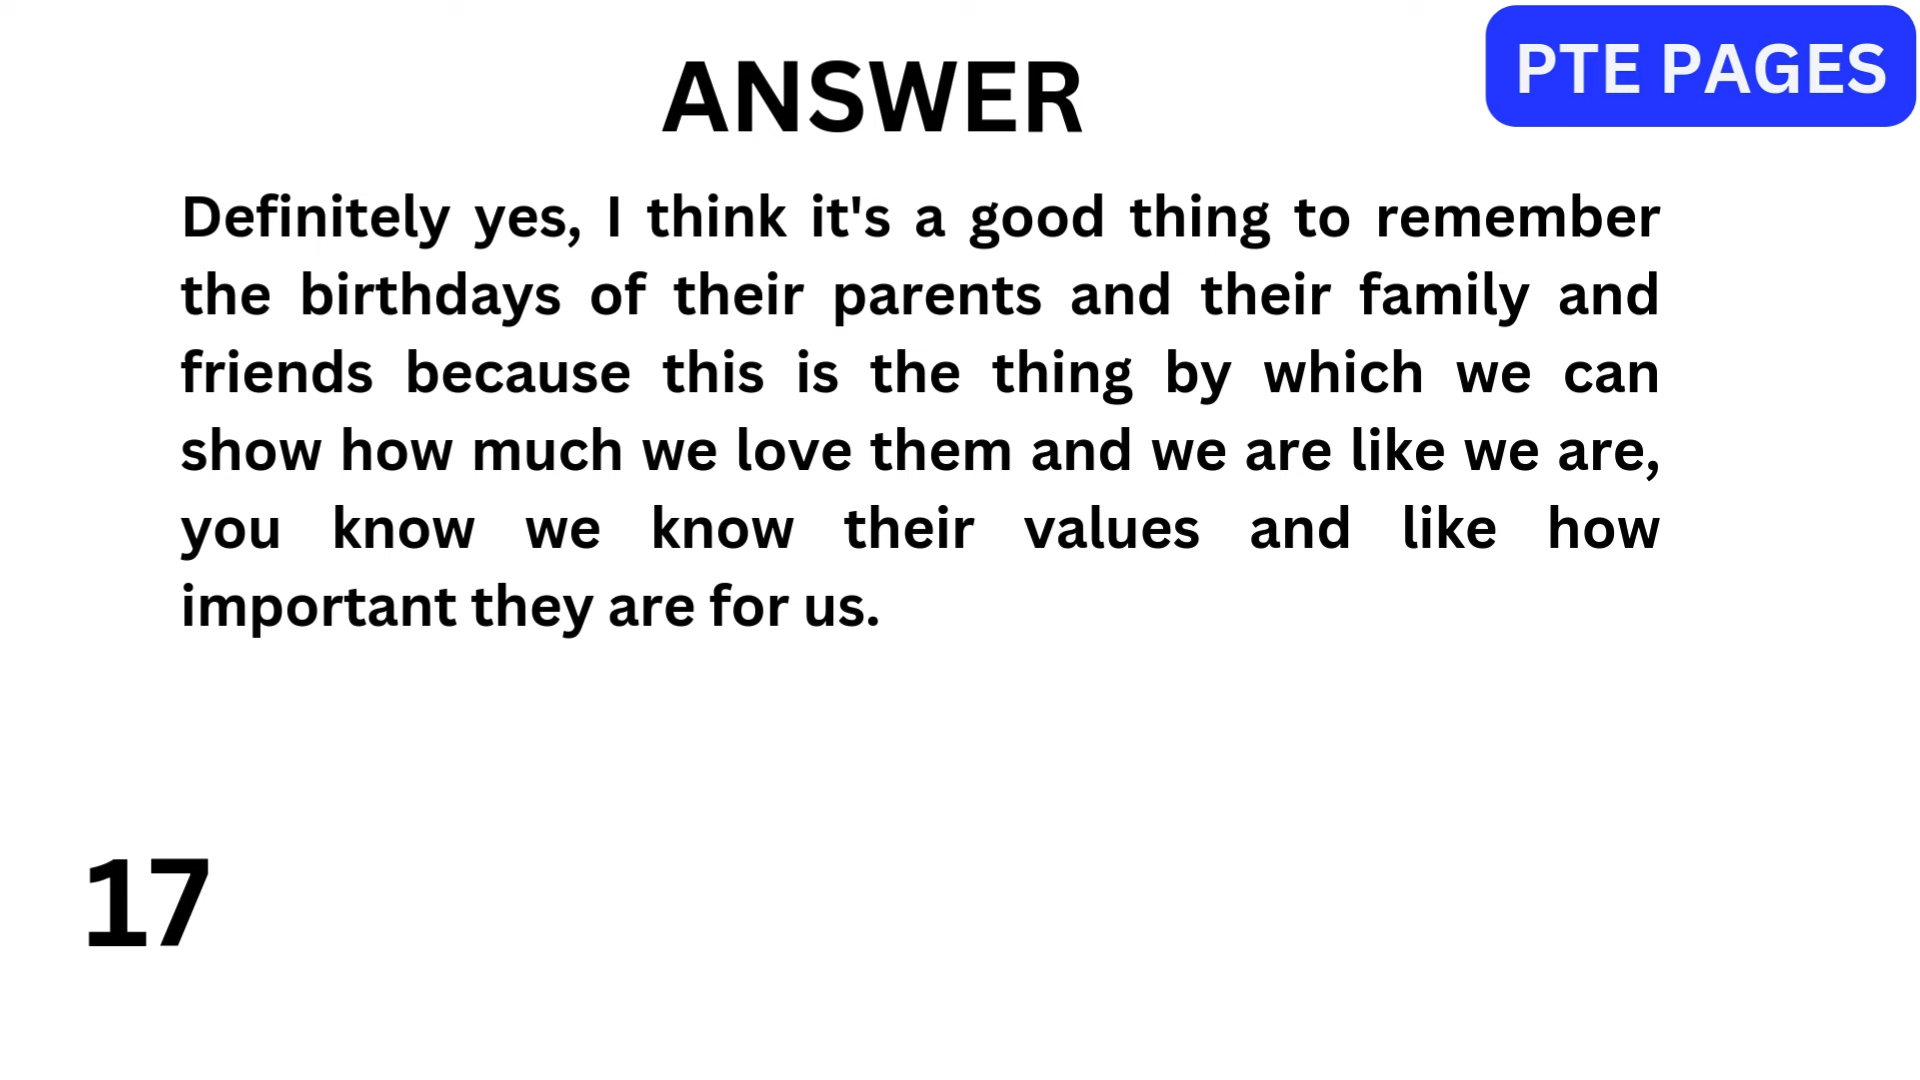 PTE PAGES
ANSWER
Definitely yes, I think it's a good thing to remember
the birthdays of their parents and their family and
friends because this is the thing by which we can
show how much we love them and we are like we are,
you know we know their values and like how
important they are for us.
17